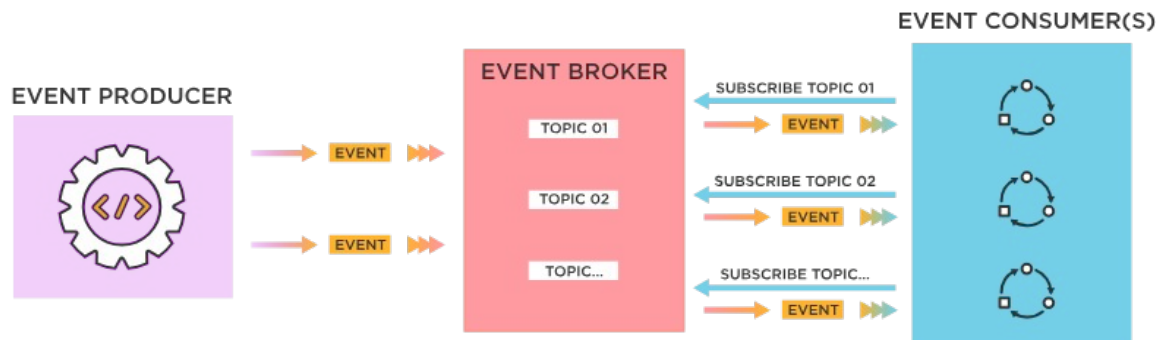 EVENT PRODUCER
</>
EVENT
EVENT
EVENT BROKER
TOPIC 01
TOPIC 02
TOPIC...
SUBSCRIBE TOPIC 01
EVENT
SUBSCRIBE TOPIC 02
EVENT
SUBSCRIBE TOPIC...
EVENT
EVENT CONSUMER(S)